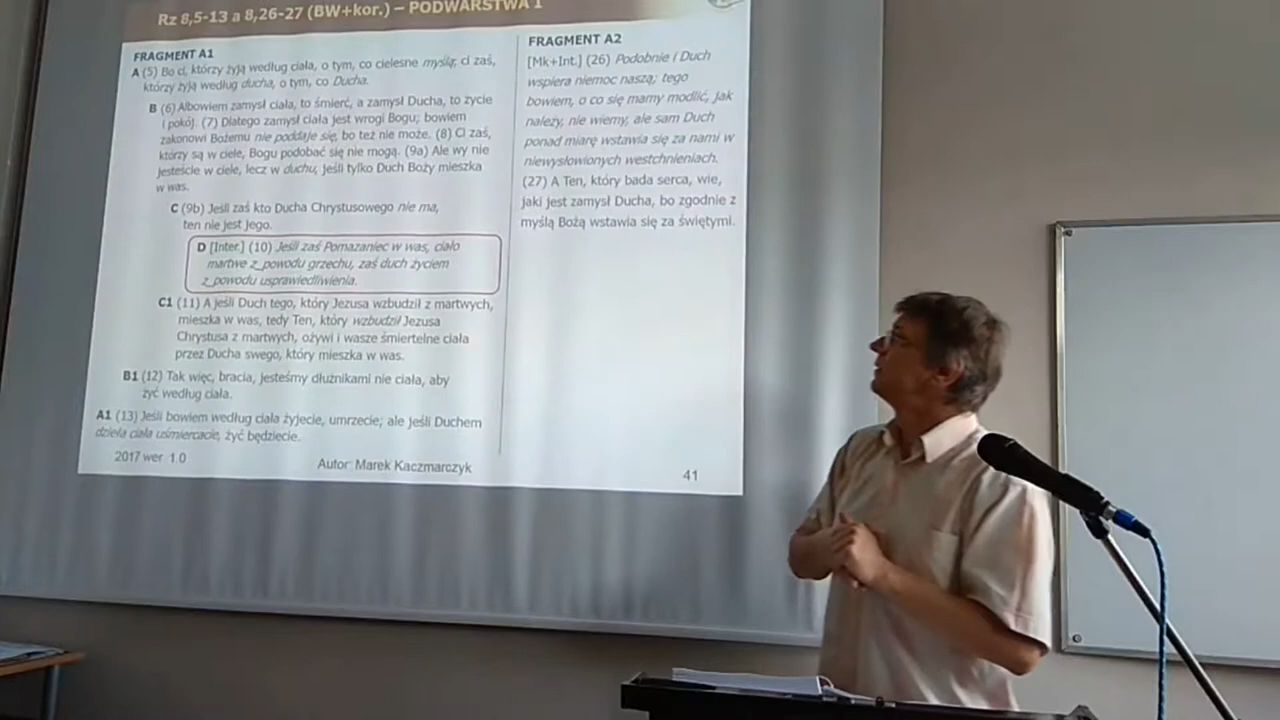 Rz 8,5-13 a 8,26-27 (BW+kor.) – PODWARSTWA 1
FRAGMENT A1
A (5) Bo ci, którzy żyją według ciała, o tym, co cielesne myślą; ci zaś,
którzy żyją według ducha, o tym, co Ducha.
B (6) Albowiem zamysł ciała, to śmierć, a zamysł Ducha, to życie
i pokój. (7) Dlatego zamysł ciała jest wrogi Bogu; bowiem
zakonowi Bożemu nie poddaje się, bo też nie może. (8) Ci zaś,
którzy są w ciele, Bogu podobać się nie mogą. (9a) Ale wy nie
jesteście w ciele, lecz w duchu, jeśli tylko Duch Boży mieszka
w was.
C (9b) Jeśli zaś kto Ducha Chrystusowego nie ma,
ten nie jest jego.
D [Inter.] (10) Jeśli zaś Pomazaniec w was, ciało
martwe z_powodu grzechu, zaś duch życiem
z_powodu usprawiedliwienia.
C1 (11) A jeśli Duch tego, który Jezusa wzbudził z martwych,
mieszka w was, tedy Ten, który wzbudził Jezusa
Chrystusa z martwych, ożywi i wasze śmiertelne ciała
przez Ducha swego, który mieszka w was.
B1 (12) Tak więc, bracia, jesteśmy dłużnikami nie ciała, aby
żyć według ciała.
A1 (13) Jeśli bowiem według ciała żyjecie, umrzecie; ale jeśli Duchem
dzieła ciała uśmiercacie, żyć będziecie.
FRAGMENT A2
[Mk+Int.] (26) Podobnie i Duch
wspiera niemoc naszą; tego
bowiem, o co się mamy modlić, jak
należy, nie wiemy, ale sam Duch
ponad miarę wstawia się za nami w
niewysłowionych westchnieniach.
(27) A Ten, który bada serca, wie,
jaki jest zamysł Ducha, bo zgodnie z
myślą Bożą wstawia się za świętymi.
2017 wer. 1.0
Autor: Marek Kaczmarczyk
41